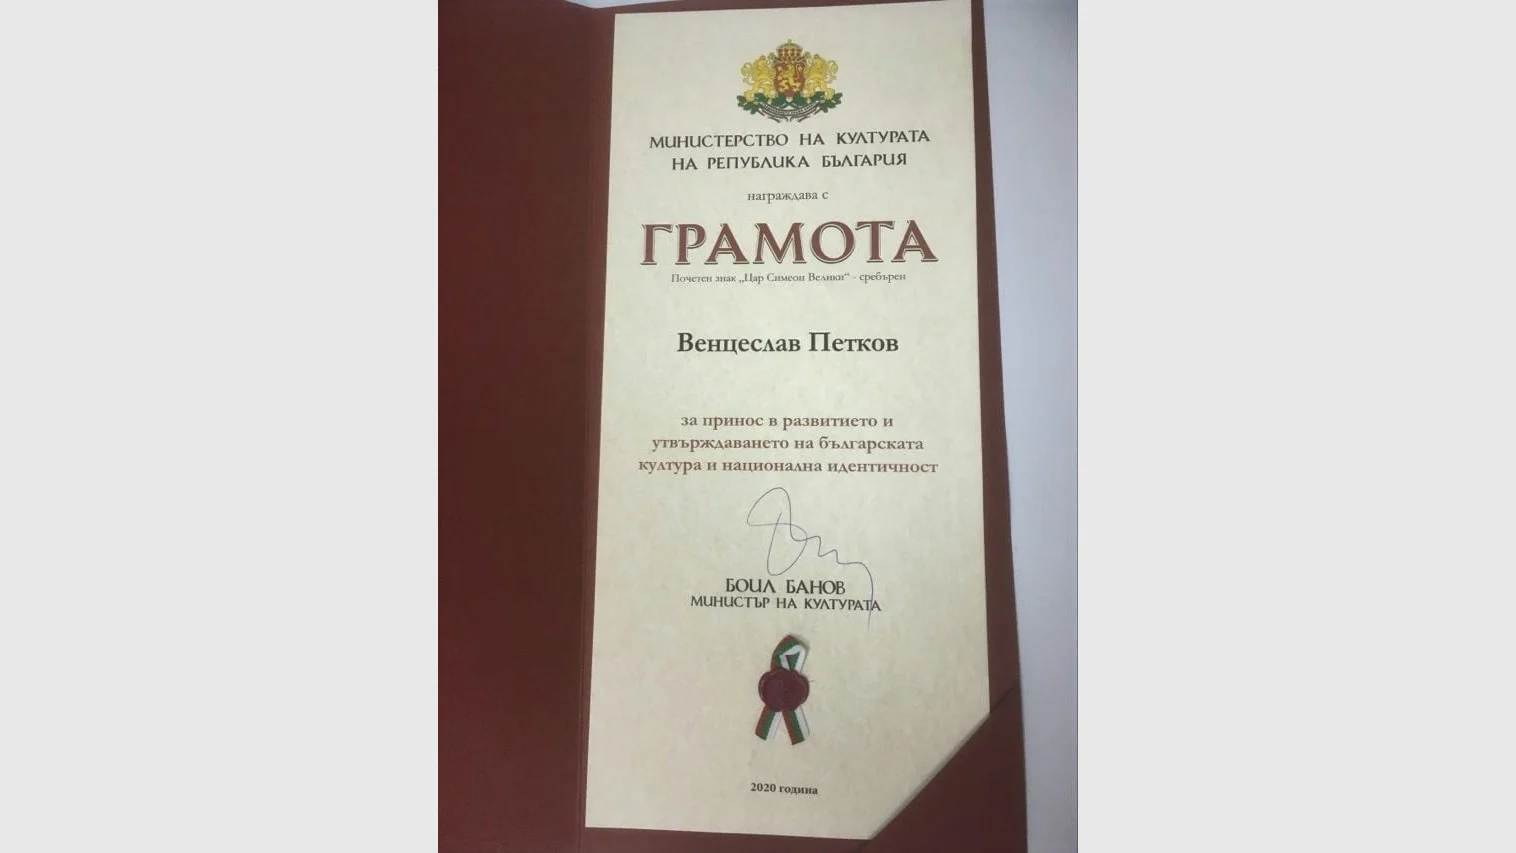 МИНИСТЕРСТВО НА КУЛТУРАТА
НА РЕПУБЛИКА БЪЛГАРИЯ
награждава с
ГРАМОТА
Почетен знак „Цар Симеон Велики“ - сребърен
Венцеслав Петков
за принос в развитието и
утвърждаването на българската
култура и национална идентичност
БОИЛ БАНОВ
МИНИСТЪР НА КУЛТУРАТА
2020 година